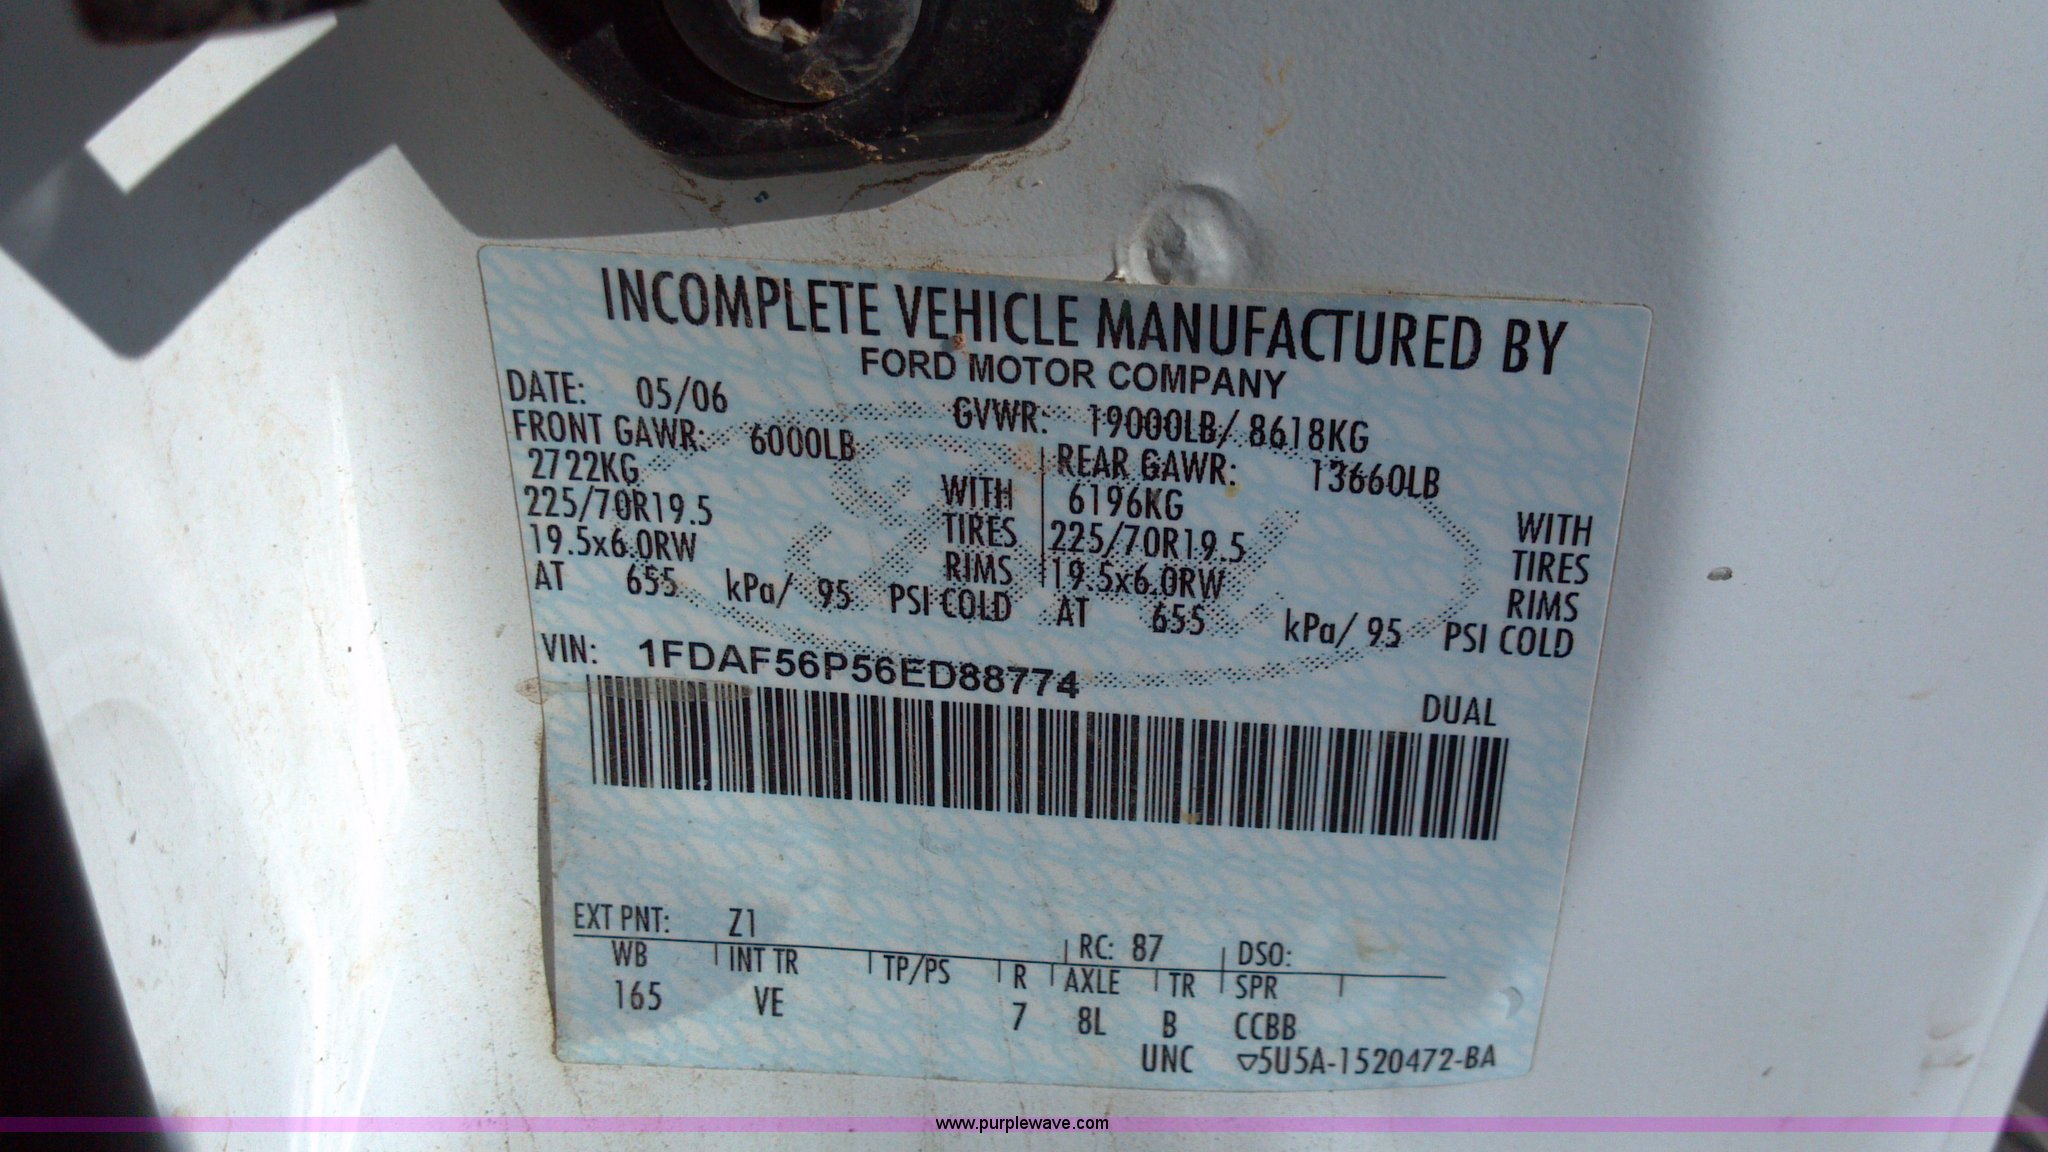 INCOMPLETE VEHICLE MANUFACTURED BY
FORD MOTOR COMPANY
DATE: 05/06 GVWR: 19000LB/ 8618KG
FRONT GAWR: 6000LB REAR GAWR: 13660LB
2722KG WITH 6196KG WITH
225/70R19.5 TIRES 225/70R19.5 TIRES
19.5x6.0RW RIMS 19.5x6.0RW RIMS
AT 655 kPa/ 95 PSI COLD AT 655 kPa/ 95 PSI COLD
VIN: 1FDAF56P56ED88774
DUAL
EXT PNT: Z1 RC: 87 DSO:
WB INT TR TP/PS R AXLE TR SPR
165 VE 7 8L B CCBB
UNC ▽5U5A-1520472-BA
www.purplewave.com